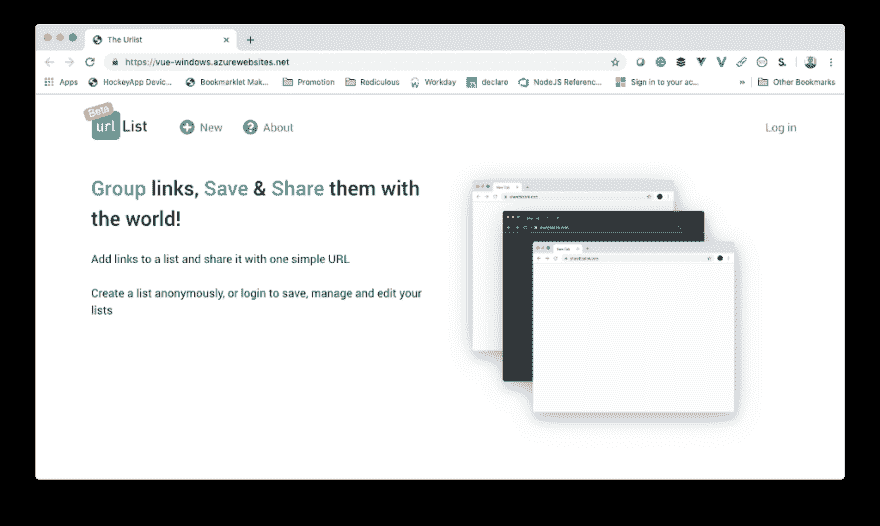 The Urlist
https://vue-windows.azurewebsites.net
Apps HockeyApp Devic... Bookmarklet Mak... Promotion Rediculous Workday declaro NodeJS Referenc... Sign in to your ac... » Other Bookmarks
Beta
url List New About Log in
Group links, Save & Share them with
the world!
Add links to a list and share it with one simple URL
Create a list anonymously, or login to save, manage and edit your
lists